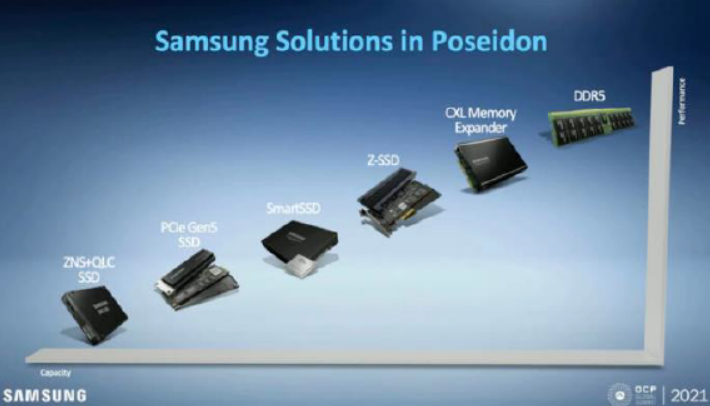 Samsung Solutions in Poseidon
DDR5
Performance
CXL Memory
Expander
Z-SSD
SmartSSD
PCIe Gen5
SSD
ZNS+QLC
SSD
Capacity
SAMSUNG
OCP
GLOBAL
SUMMIT
2021